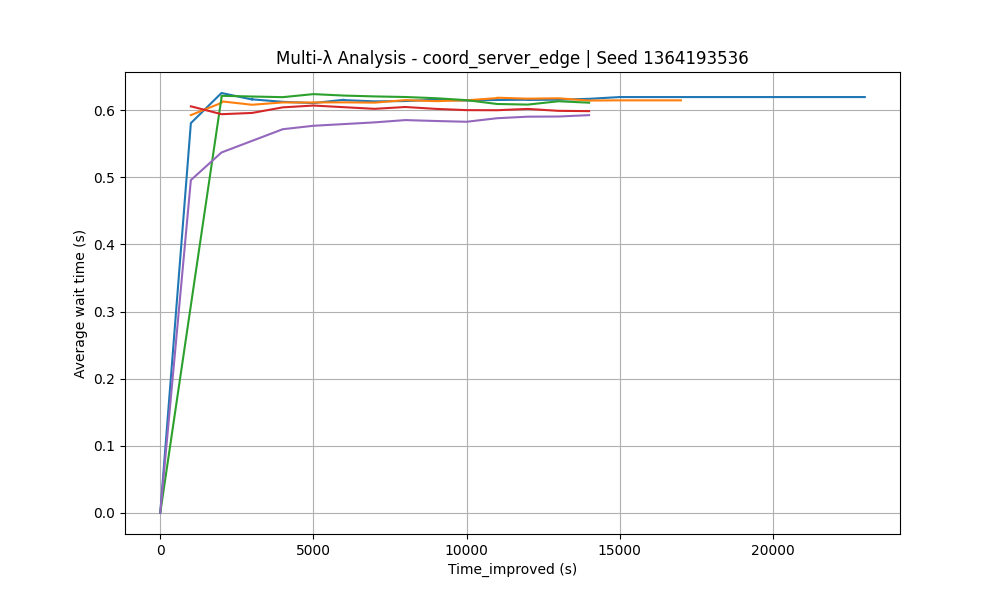 Multi-λ Analysis - coord_server_edge | Seed 1364193536
Average wait time (s)
0.6
0.5
0.4
0.3
0.2
0.1
0.0
0 5000 10000 15000 20000
Time_improved (s)